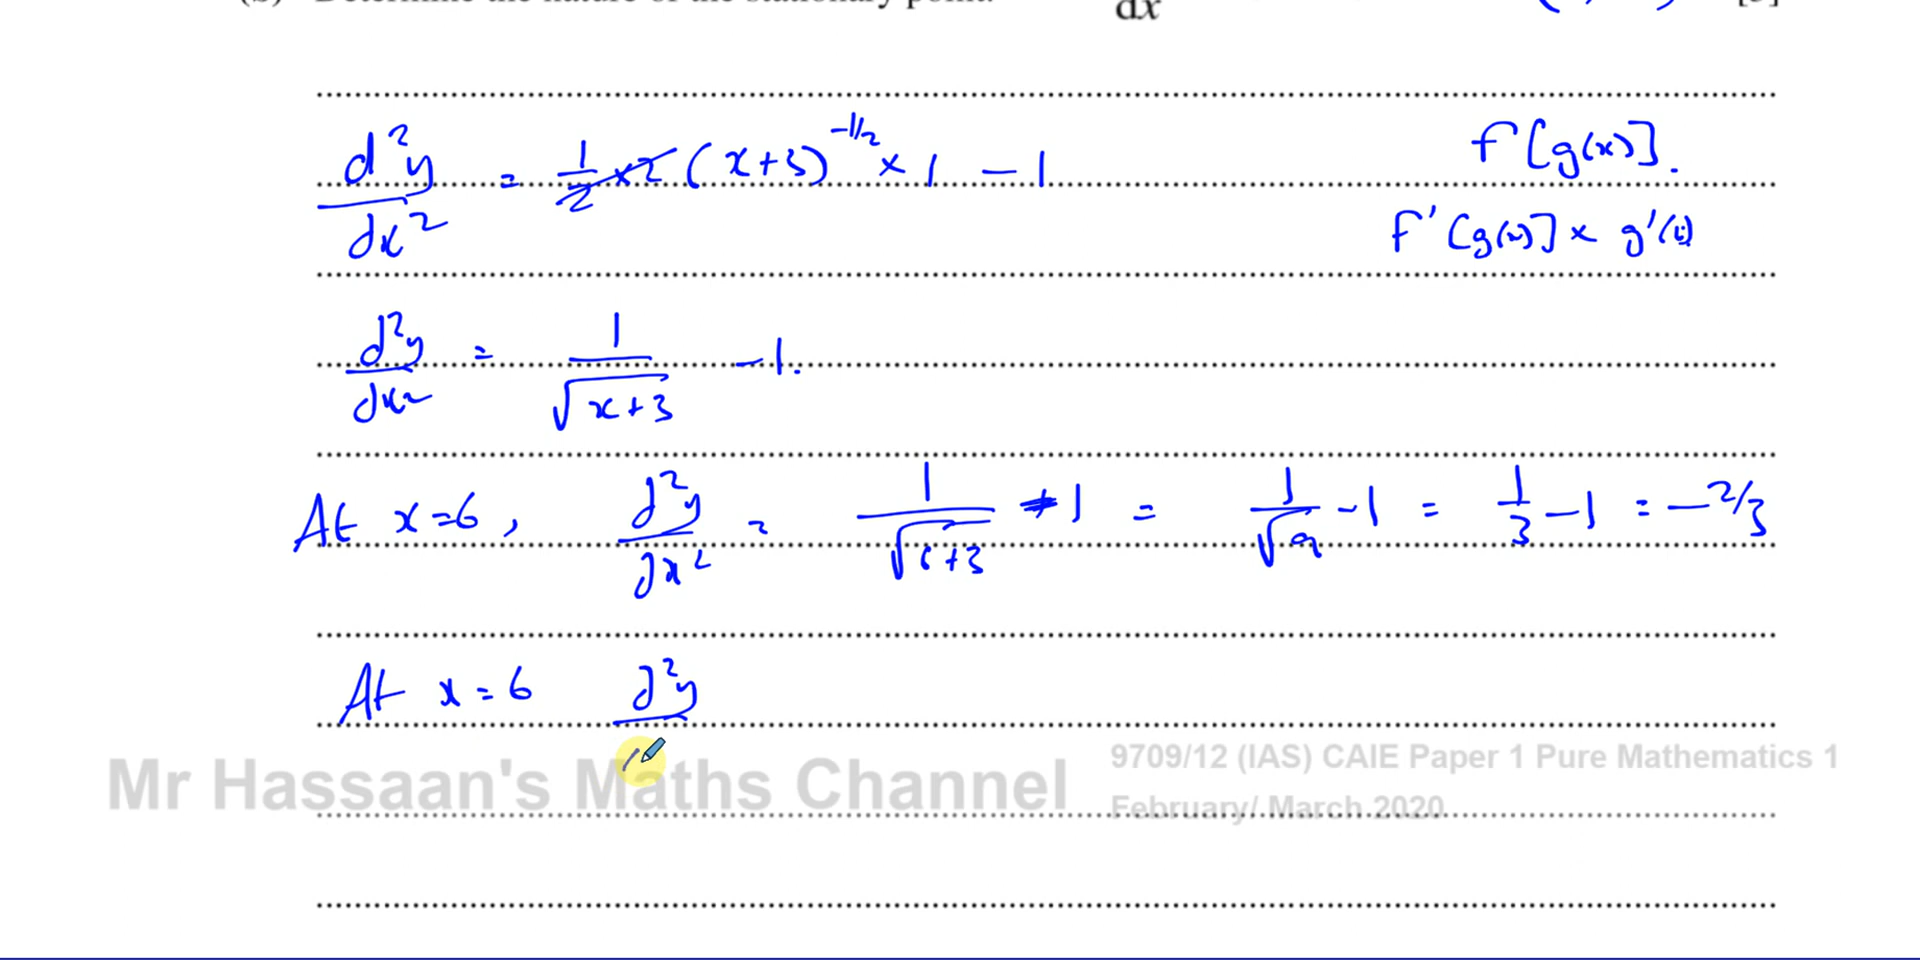 (b) Determine the nature of the stationary point.
dx
d²y/dx² = 1/2 × 2 (x+3)^(-1/2) × 1 - 1
f[g(x)].
f'[g(x)] × g'(x)
d²y/dx² = 1/√(x+3) - 1.
At x=6, d²y/dx² = 1/√(6+3) - 1 = 1/√9 - 1 = 1/3 - 1 = -2/3
At x=6 d²y
Mr Hassaan's Maths Channel
9709/12 (IAS) CAIE Paper 1 Pure Mathematics 1
February/ March 2020